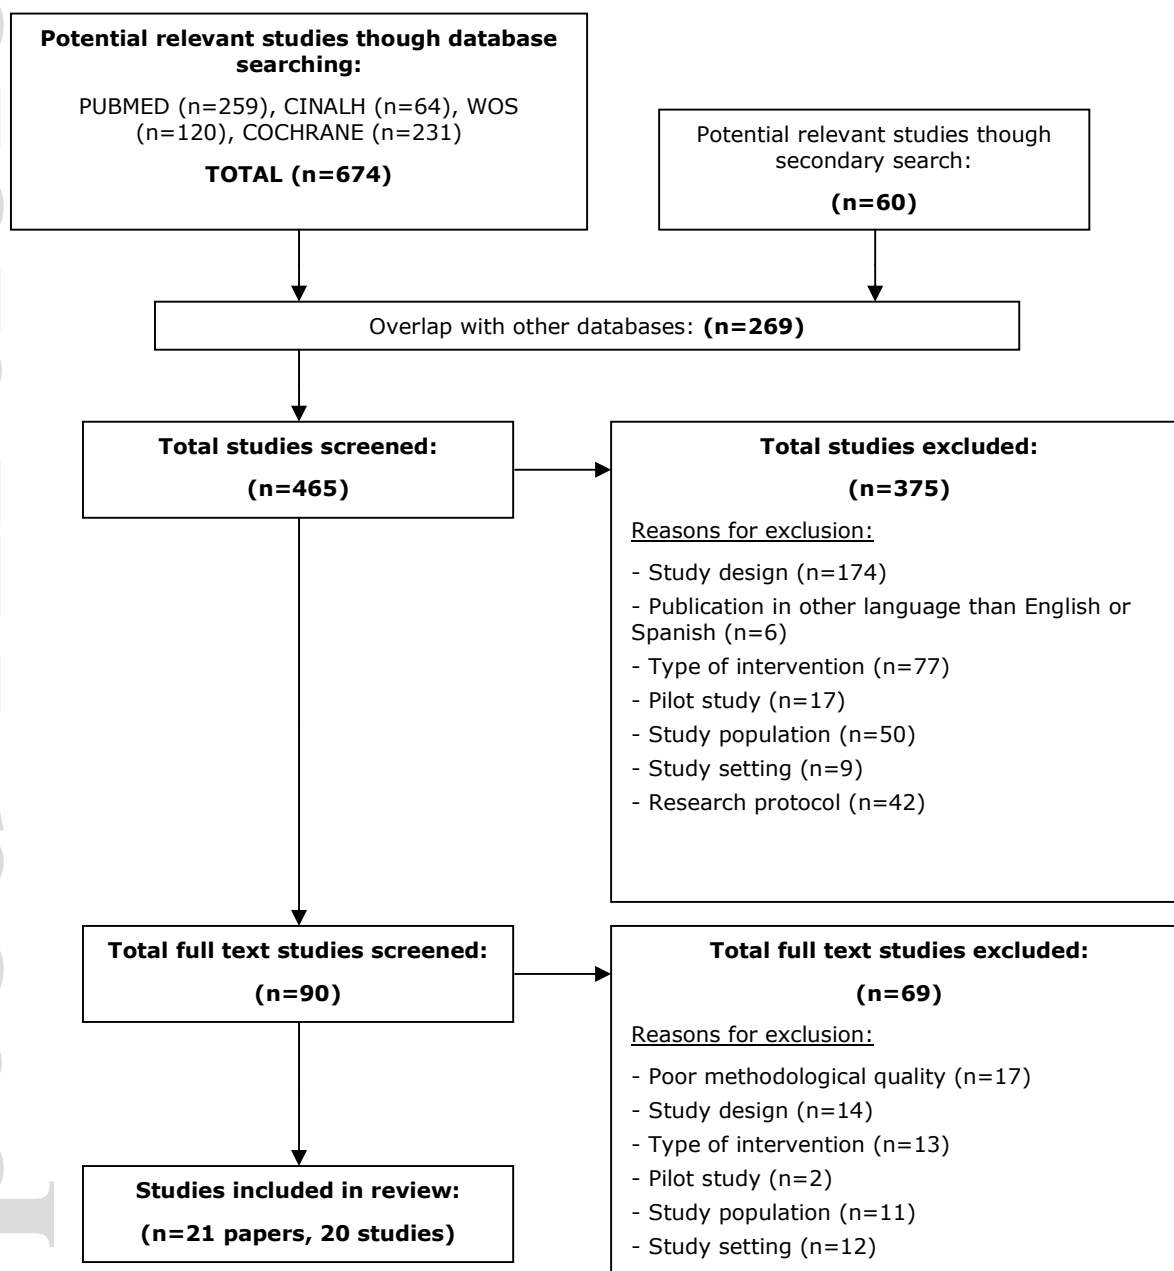 Potential relevant studies though database
searching:
PUBMED (n=259), CINALH (n=64), WOS
(n=120), COCHRANE (n=231)
TOTAL (n=674)
Potential relevant studies though
secondary search:
(n=60)
Overlap with other databases: (n=269)
Total studies screened:
(n=465)
Total studies excluded:
(n=375)
Reasons for exclusion:
- Study design (n=174)
- Publication in other language than English or
Spanish (n=6)
- Type of intervention (n=77)
- Pilot study (n=17)
- Study population (n=50)
- Study setting (n=9)
- Research protocol (n=42)
Total full text studies screened:
(n=90)
Total full text studies excluded:
(n=69)
Reasons for exclusion:
- Poor methodological quality (n=17)
- Study design (n=14)
- Type of intervention (n=13)
- Pilot study (n=2)
- Study population (n=11)
- Study setting (n=12)
Studies included in review:
(n=21 papers, 20 studies)